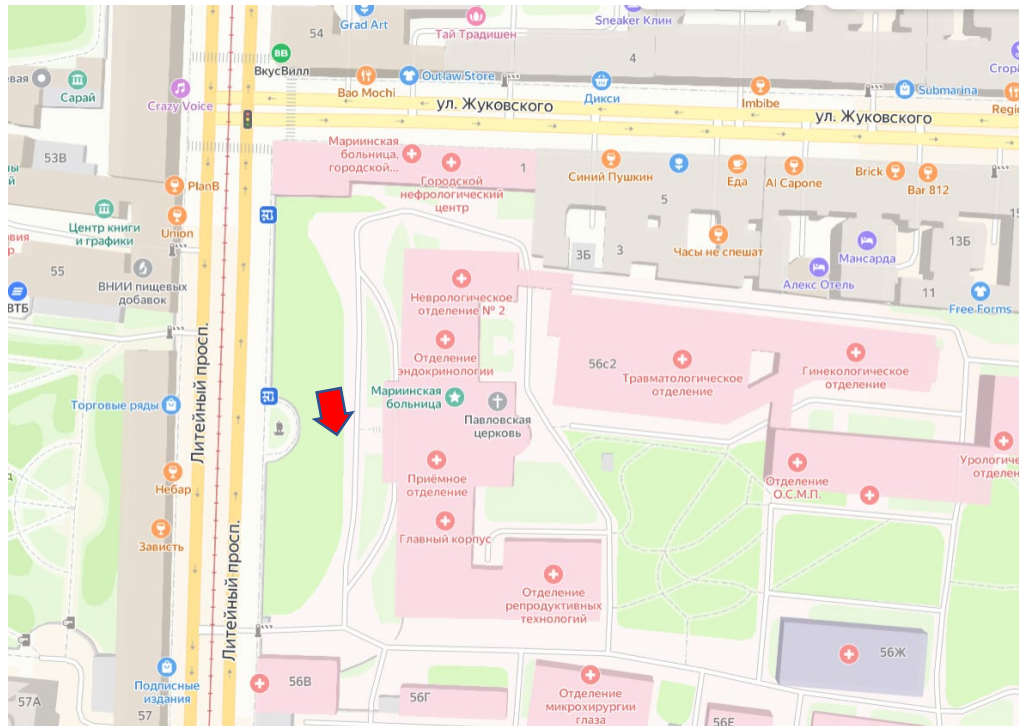 Grad Art
Тай Традишен
Sneaker Клин
54
4
ВВ
ВкусВилл
Сарай
Crazy Voice
Bao Mochi
Outlaw Store
Дикси
Imbibe
Submarina
ул. Жуковского
ул. Жуковского
53В
PlanB
Мариинская
больница,
городской...
Городской
нефрологический
центр
1
Синий Пушкин
Еда
Al Capone
Brick
Bar 812
5
Центр книги
и графики
Union
3Б
3
Часы не спешат
Мансарда
13Б
55
ВНИИ пищевых
добавок
ВТБ
Алекс Отель
11
Free Forms
Неврологическое
отделение № 2
Отделение
эндокринологии
56с2
Травматологическое
отделение
Гинекологическое
отделение
Литейный просп.
Торговые ряды
Мариинская
больница
Павловская
церковь
Приёмное
отделение
Отделение
О.С.М.П.
Небар
Зависть
Главный корпус
Литейный просп.
Отделение
репродуктивных
технологий
56Ж
Подписные
издания
57А
57
56В
56Г
Отделение
микрохирургии
глаза
56Е